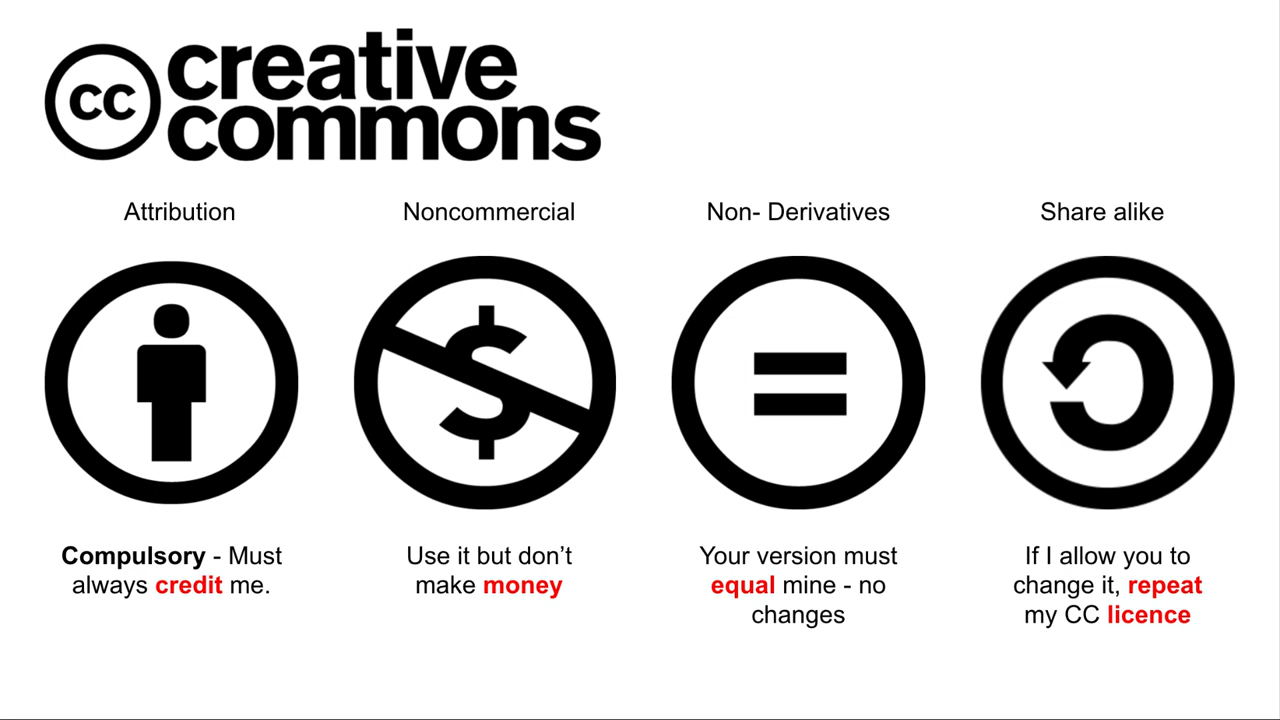 cc creative
commons
Attribution
Noncommercial
Non- Derivatives
Share alike
$
=
Compulsory - Must
always credit me.
Use it but don’t
make money
Your version must
equal mine - no
changes
If I allow you to
change it, repeat
my CC licence